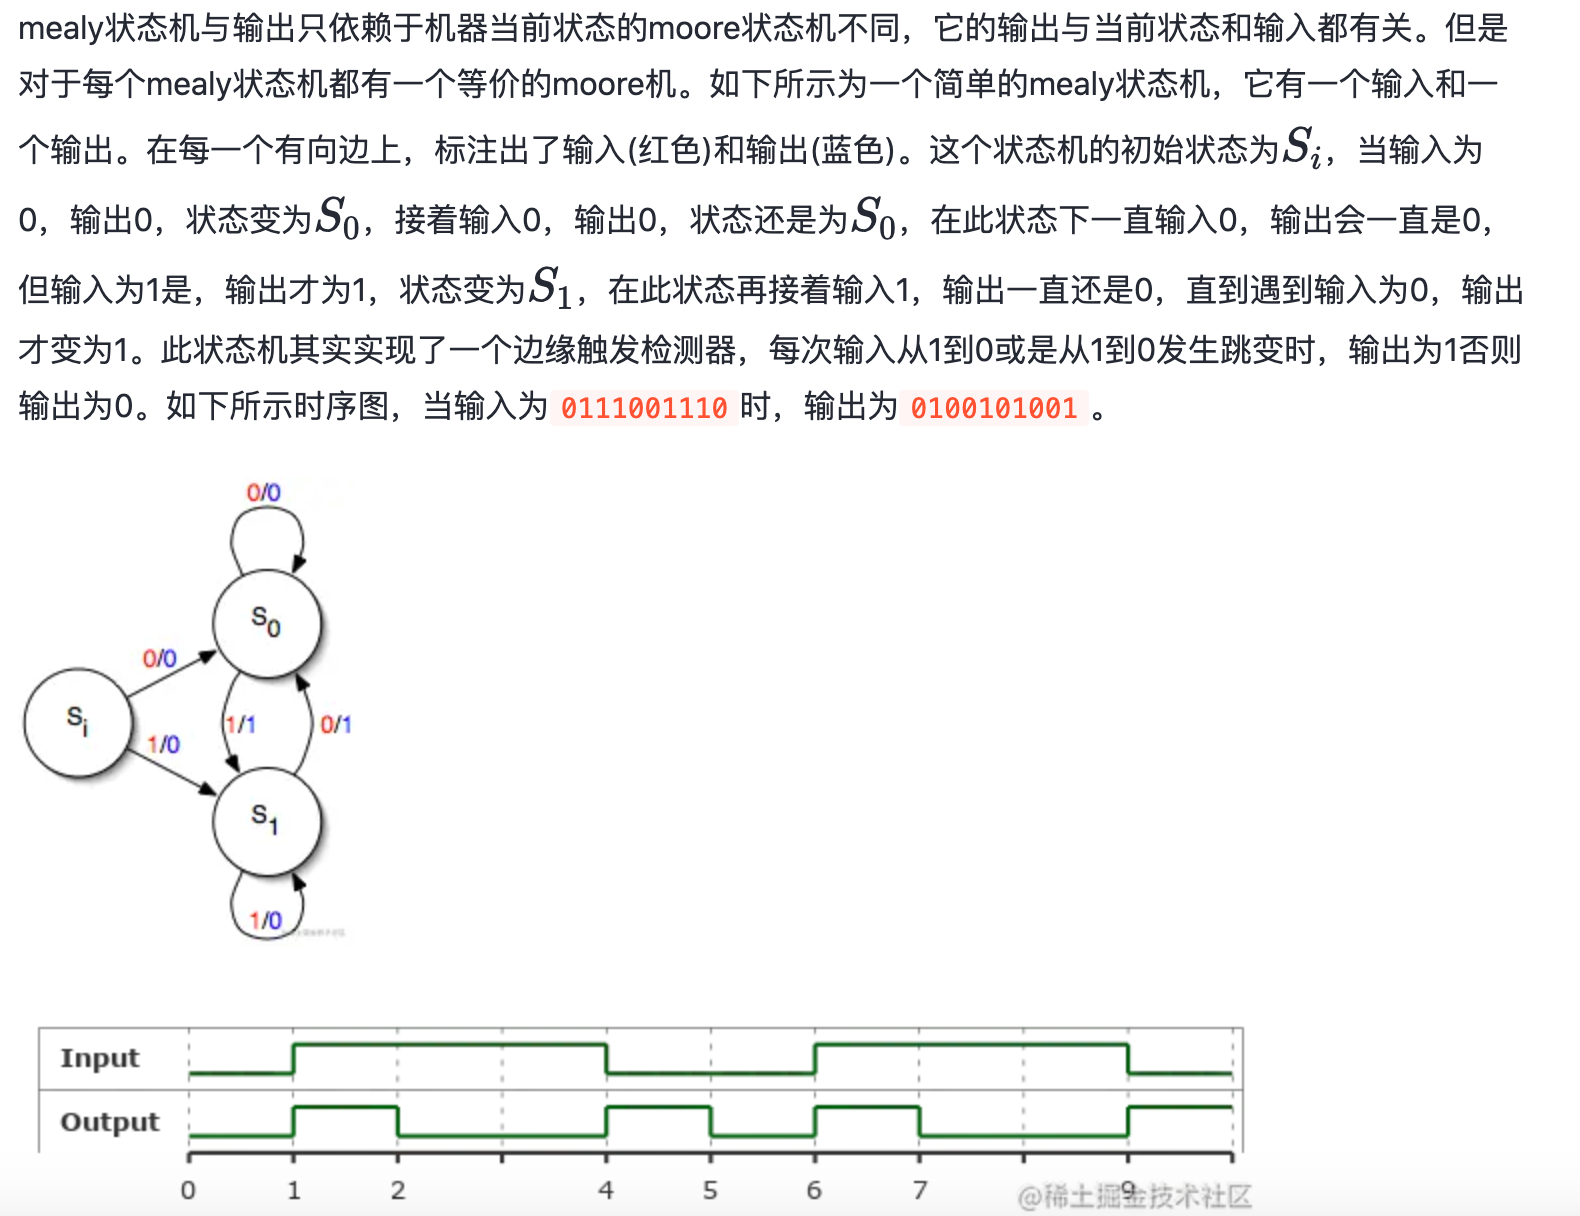 mealy状态机与输出只依赖于机器当前状态的moore状态机不同，它的输出与当前状态和输入都有关。但是
对于每个mealy状态机都有一个等价的moore机。如下所示为一个简单的mealy状态机，它有一个输入和一
个输出。在每一个有向边上，标注出了输入(红色)和输出(蓝色)。这个状态机的初始状态为Si，当输入为
0，输出0，状态变为S0，接着输入0，输出0，状态还是为S0，在此状态下一直输入0，输出会一直是0，
但输入为1是，输出才为1，状态变为S1，在此状态再接着输入1，输出一直还是0，直到遇到输入为0，输出
才变为1。此状态机其实实现了一个边缘触发检测器，每次输入从1到0或是从1到0发生跳变时，输出为1否则
输出为0。如下所示时序图，当输入为 0111001110 时，输出为 0100101001 。
0/0
S0
0/0
Si
1/0
1/1
0/1
S1
1/0
Input
Output
0 1 2 4 5 6 7 9
@稀土掘金技术社区